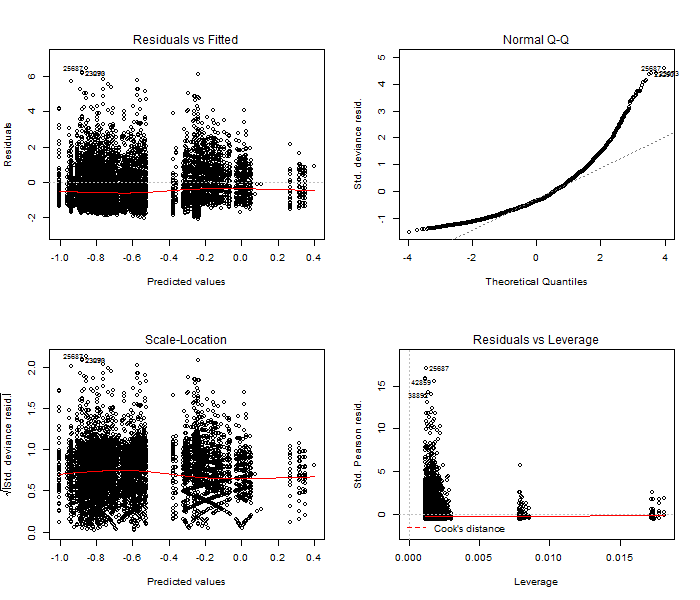 Residuals vs Fitted
Residuals
6
4
2
0
-2
25687
-1.0 -0.8 -0.6 -0.4 -0.2 0.0 0.2 0.4
Predicted values
Normal Q-Q
Std. deviance resid.
5
4
3
2
1
0
-1
25687
-4 -2 0 2 4
Theoretical Quantiles
Scale-Location
√|Std. deviance resid.|
2.0
1.5
1.0
0.5
0.0
25687
-1.0 -0.8 -0.6 -0.4 -0.2 0.0 0.2 0.4
Predicted values
Residuals vs Leverage
Std. Pearson resid.
15
10
5
0
25687
42859
Cook's distance
0.000 0.005 0.010 0.015
Leverage